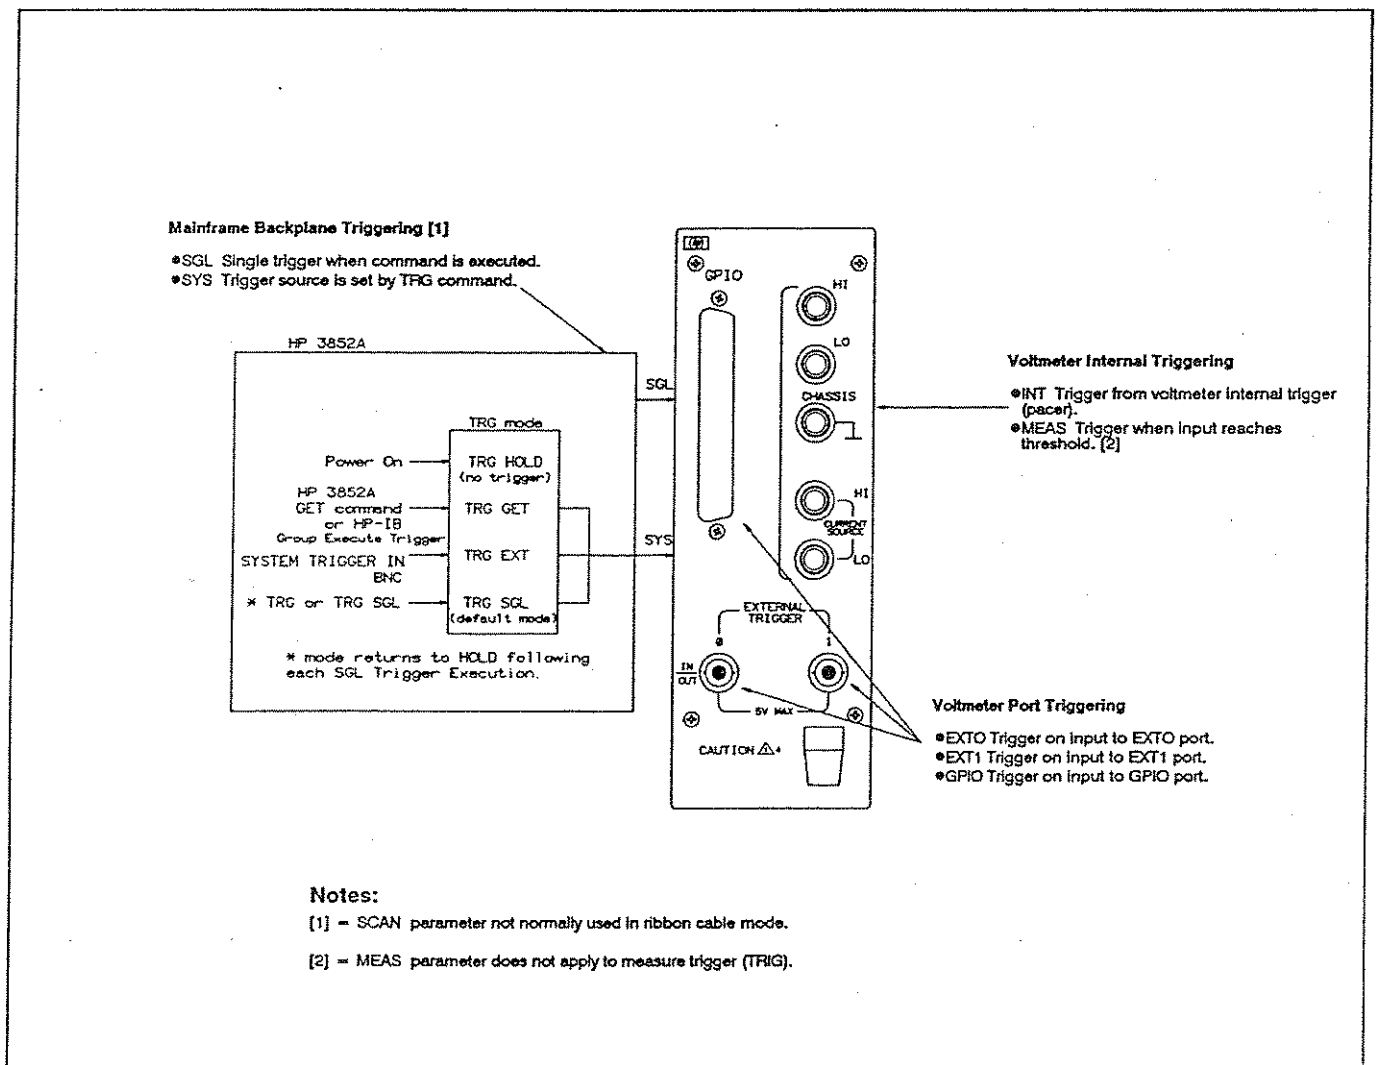 Mainframe Backplane Triggering [1]
●SGL Single trigger when command is executed.
●SYS Trigger source is set by TRG command.
HP 3852A
TRG mode
Power On
TRG HOLD
(no trigger)
HP 3852A
GET command
or HP-IB
Group Execute Trigger
TRG GET
SYSTEM TRIGGER IN
BNC
TRG EXT
* TRG or TRG SGL
TRG SGL
(default mode)
* mode returns to HOLD following
each SGL Trigger Execution.
SGL
SYS
hp
GPIO
HI
LO
CHASSIS
HI
CURRENT
SOURCE
LO
EXTERNAL
TRIGGER
0
1
IN
OUT
5V MAX
CAUTION ⚠ 4
Voltmeter Internal Triggering
●INT Trigger from voltmeter internal trigger
(pacer).
●MEAS Trigger when input reaches
threshold. [2]
Voltmeter Port Triggering
●EXTO Trigger on input to EXTO port.
●EXT1 Trigger on input to EXT1 port.
●GPIO Trigger on input to GPIO port.
Notes:
[1] = SCAN parameter not normally used in ribbon cable mode.
[2] = MEAS parameter does not apply to measure trigger (TRIG).